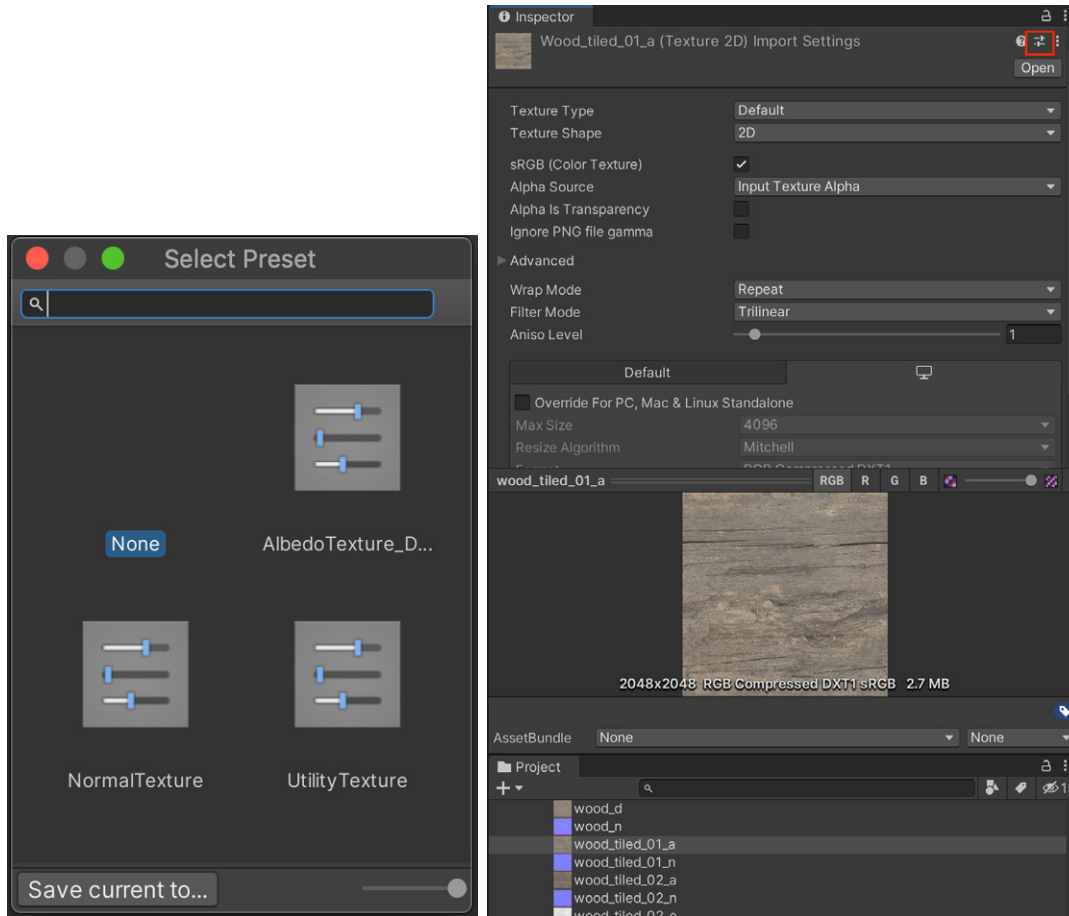 Select Preset
None
AlbedoTexture_D...
NormalTexture
UtilityTexture
Save current to...
Inspector
Wood_tiled_01_a (Texture 2D) Import Settings
Open
Texture Type Default
Texture Shape 2D
sRGB (Color Texture)
Alpha Source Input Texture Alpha
Alpha Is Transparency
Ignore PNG file gamma
Advanced
Wrap Mode Repeat
Filter Mode Trilinear
Aniso Level 1
Default
Override For PC, Mac & Linux Standalone
Max Size 4096
Resize Algorithm Mitchell
Format RGB Compressed DXT1
wood_tiled_01_a RGB R G B
2048x2048 RGB Compressed DXT1 sRGB 2.7 MB
AssetBundle None None
Project
wood_d
wood_n
wood_tiled_01_a
wood_tiled_01_n
wood_tiled_02_a
wood_tiled_02_n